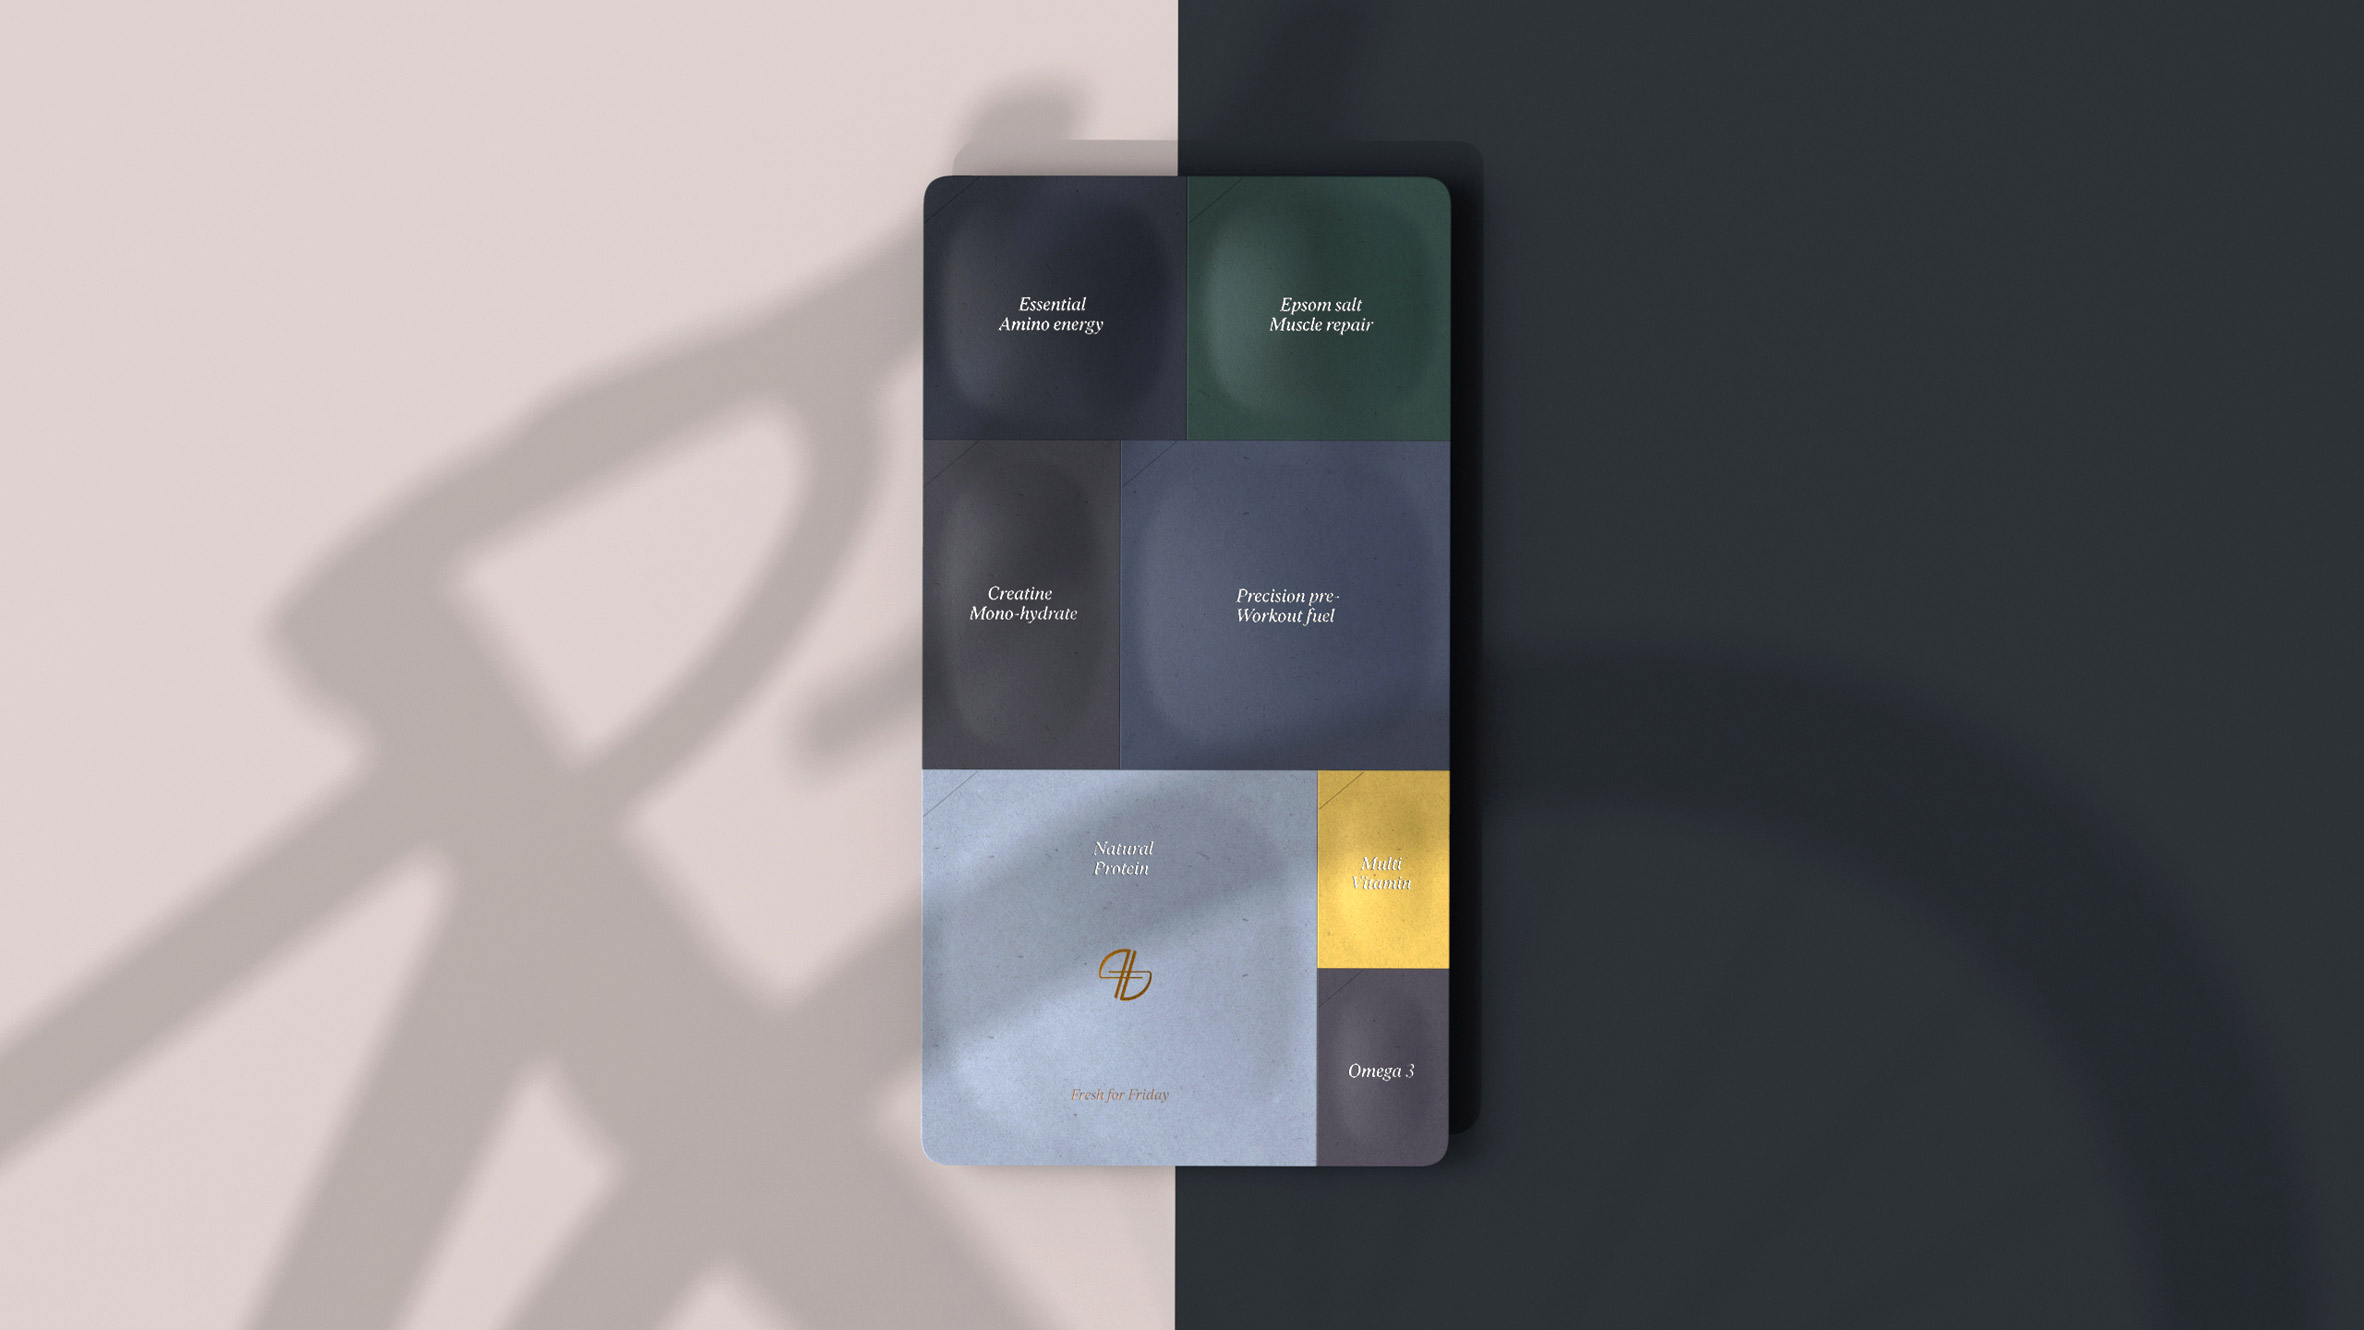 Essential
Amino energy
Epsom salt
Muscle repair
Creatine
Mono-hydrate
Precision pre-
Workout fuel
Natural
Protein
Multi
Vitamin
Fresh for Friday
Omega 3